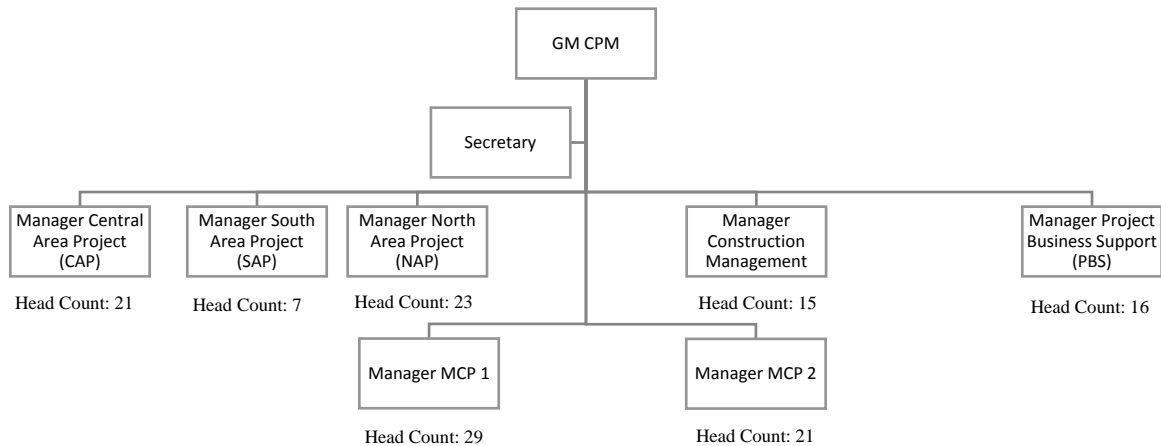 GM CPM
Secretary
Manager Central
Area Project
(CAP)
Manager South
Area Project
(SAP)
Manager North
Area Project
(NAP)
Manager
Construction
Management
Manager Project
Business Support
(PBS)
Head Count: 21
Head Count: 7
Head Count: 23
Head Count: 15
Head Count: 16
Manager MCP 1
Manager MCP 2
Head Count: 29
Head Count: 21